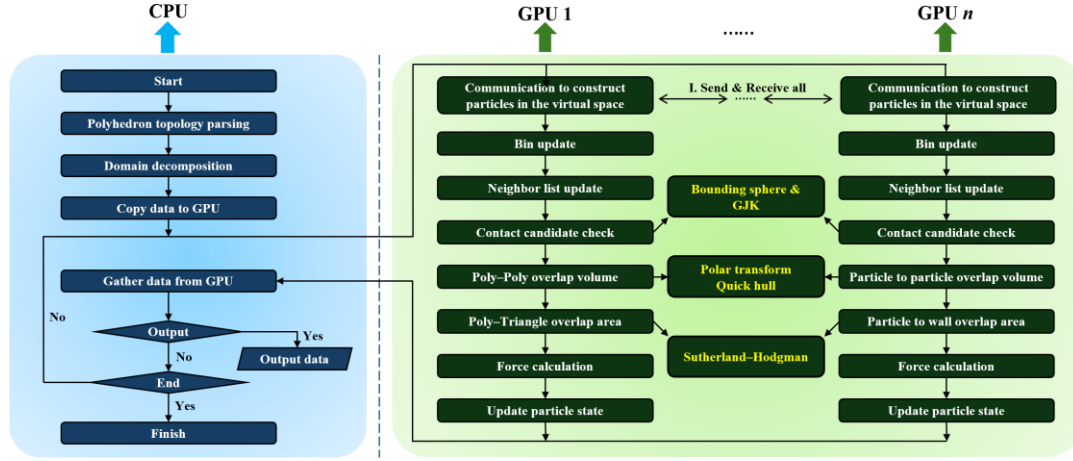 CPU
GPU 1
......
GPU n
Start
Polyhedron topology parsing
Domain decomposition
Copy data to GPU
Gather data from GPU
No
Output
Yes
Output data
No
End
Yes
Finish
Communication to construct
particles in the virtual space
I. Send & Receive all
......
Bin update
Neighbor list update
Contact candidate check
Poly–Poly overlap volume
Poly–Triangle overlap area
Force calculation
Update particle state
Bounding sphere &
GJK
Polar transform
Quick hull
Sutherland–Hodgman
Communication to construct
particles in the virtual space
Bin update
Neighbor list update
Contact candidate check
Particle to particle overlap volume
Particle to wall overlap area
Force calculation
Update particle state